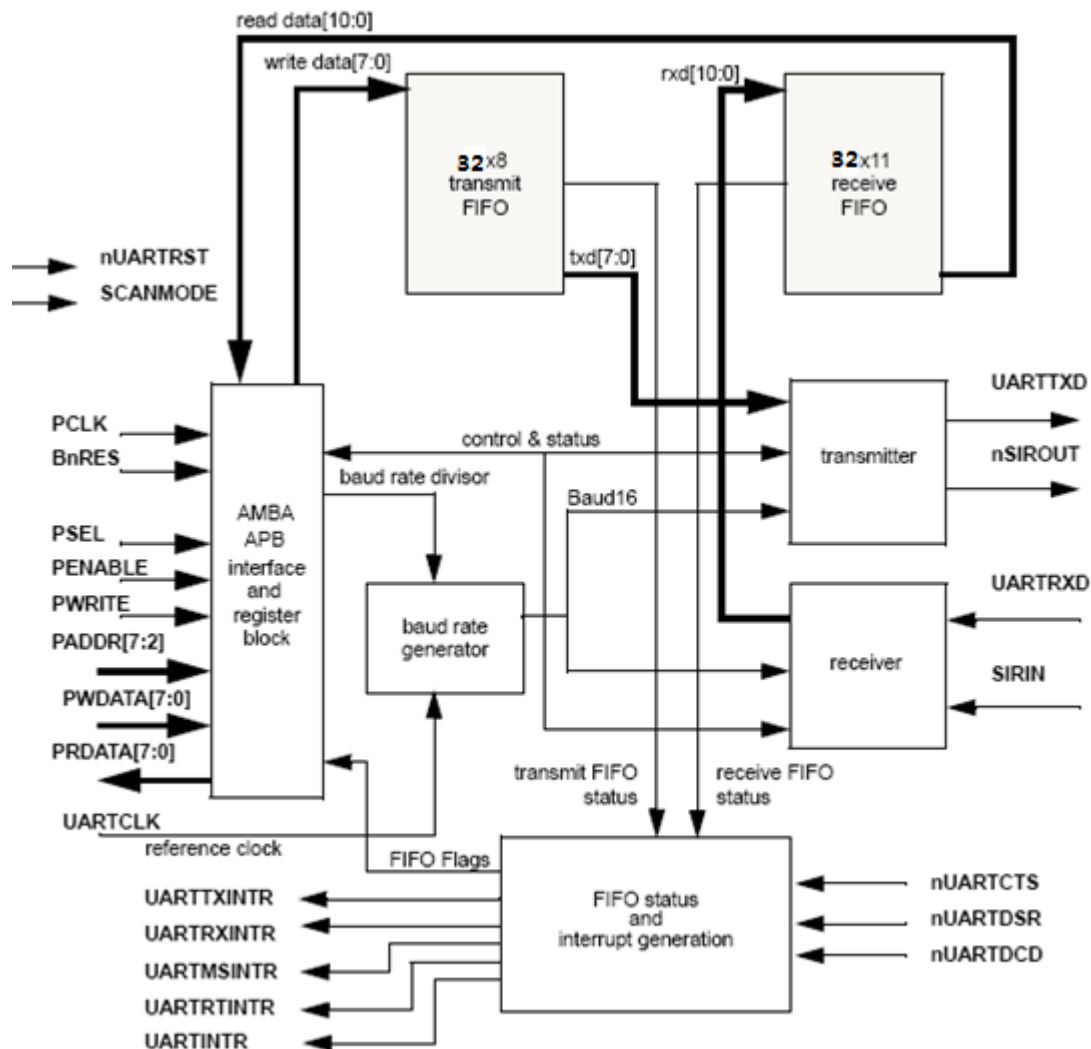 read data[10:0]
write data[7:0]
rxd[10:0]
32x8
transmit
FIFO
32x11
receive
FIFO
txd[7:0]
nUARTRST
SCANMODE
PCLK
BnRES
PSEL
PENABLE
PWRITE
PADDR[7:2]
PWDATA[7:0]
PRDATA[7:0]
UARTCLK
reference clock
AMBA
APB
interface
and
register
block
control & status
baud rate divisor
Baud16
baud rate
generator
transmitter
UARTTXD
nSIROUT
receiver
UARTRXD
SIRIN
transmit FIFO
status
receive FIFO
status
FIFO Flags
FIFO status
and
interrupt generation
UARTTXINTR
UARTRXINTR
UARTMSINTR
UARTRTINTR
UARTINTR
nUARTCTS
nUARTDSR
nUARTDCD